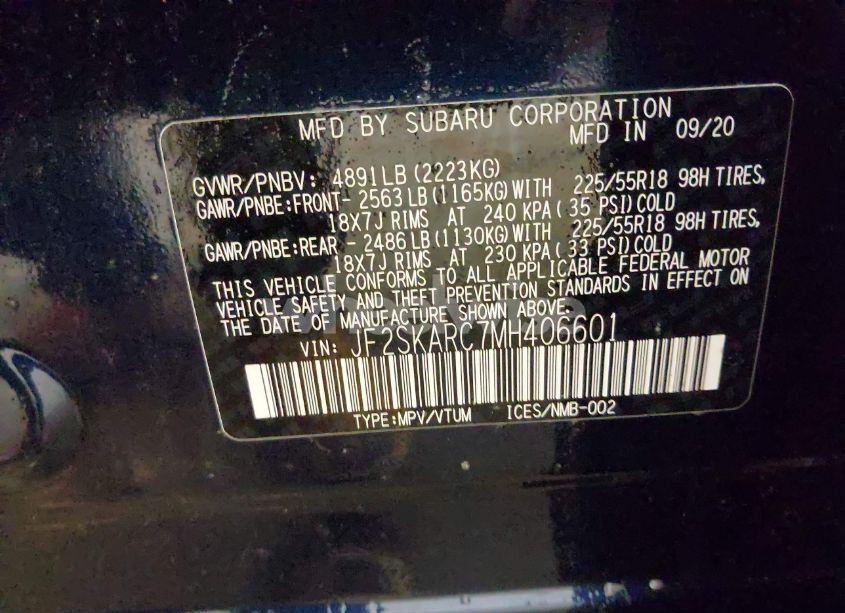 MFD BY SUBARU CORPORATION
MFD IN 09/20
GVWR/PNBV: 4891LB (2223KG)
GAWR/PNBE:FRONT- 2563LB(1165KG) WITH 225/55R18 98H TIRES,
18X7J RIMS AT 240 KPA(35 PSI) COLD
GAWR/PNBE:REAR - 2486LB(1130KG) WITH 225/55R18 98H TIRES,
18X7J RIMS AT 230 KPA(33 PSI) COLD
THIS VEHICLE CONFORMS TO ALL APPLICABLE FEDERAL MOTOR
VEHICLE SAFETY AND THEFT PREVENTION STANDARDS IN EFFECT ON
THE DATE OF MANUFACTURE SHOWN ABOVE.
VIN: JF2SKARC7MH406601
TYPE:MPV/VTUM ICES/NMB-002